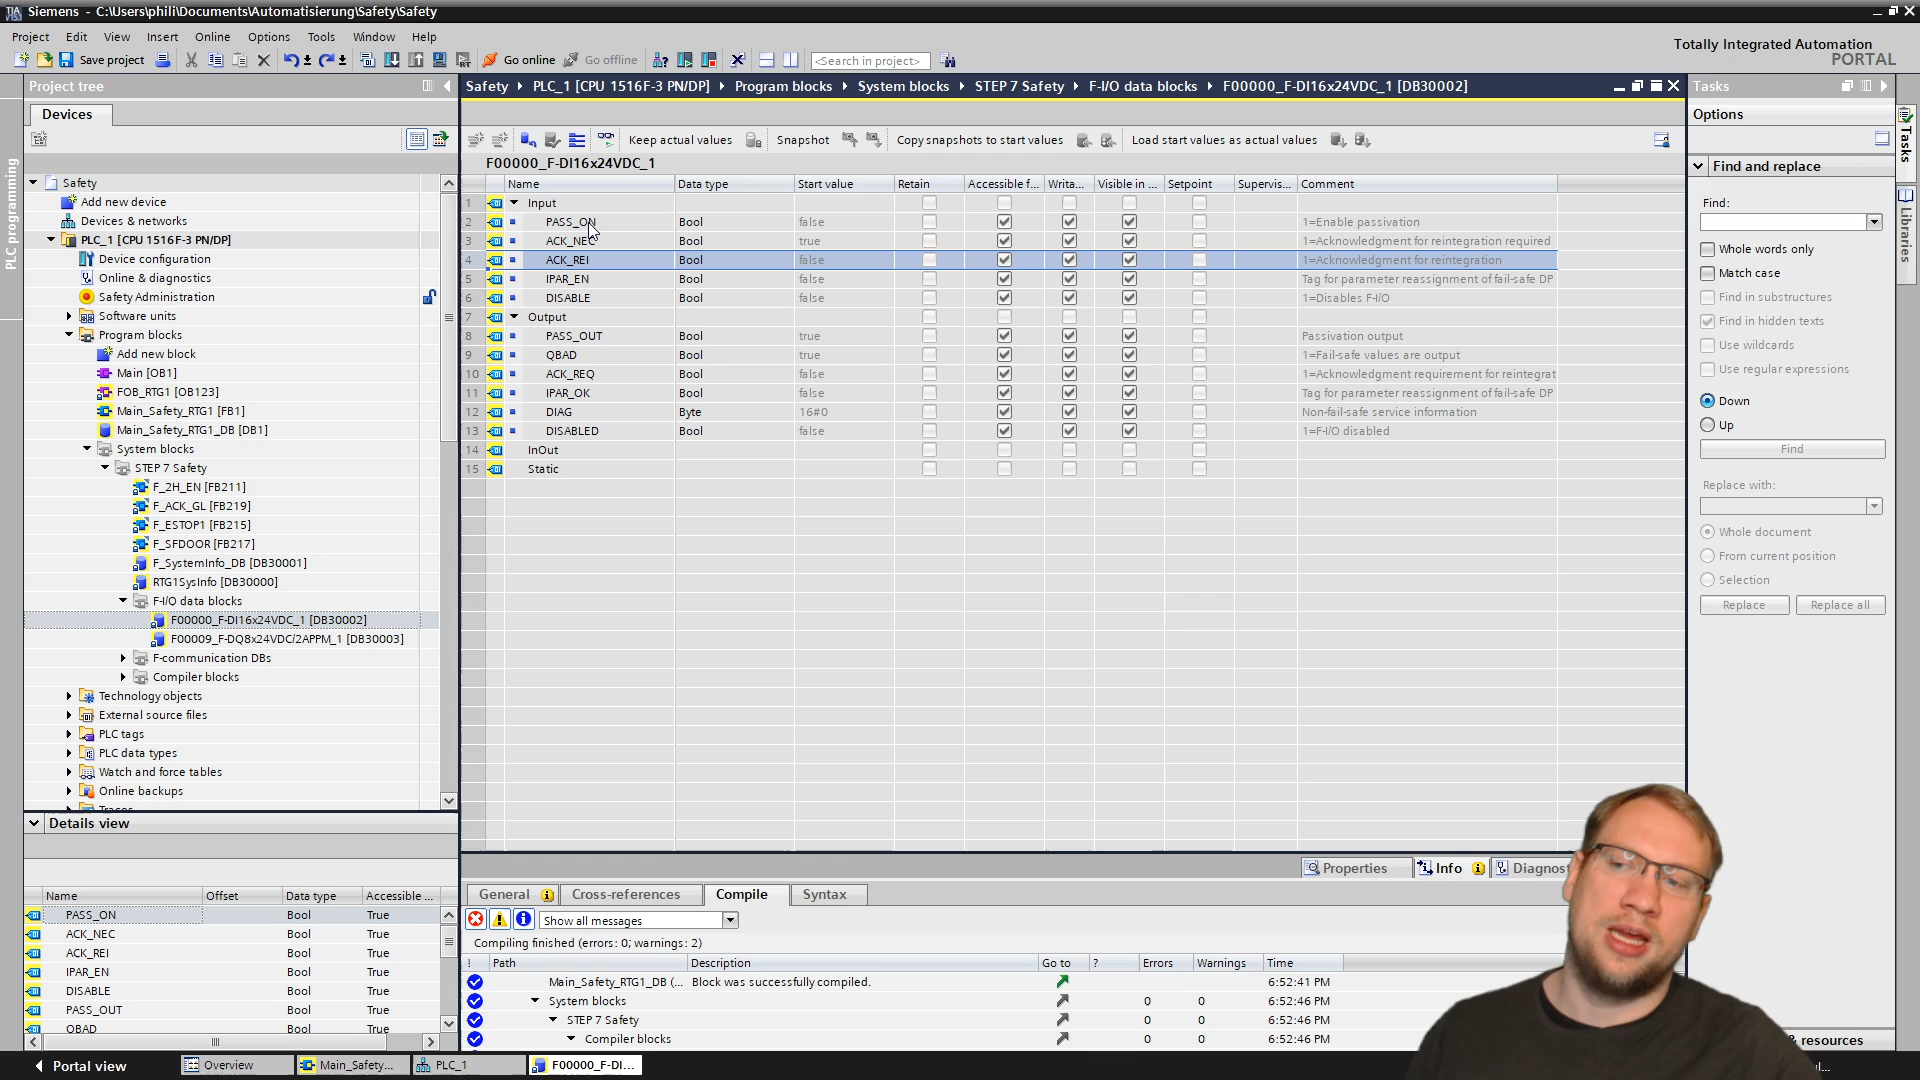 Siemens - C:\Users\phili\Documents\Automatisierung\Safety\Safety
Project Edit View Insert Online Options Tools Window Help
Totally Integrated Automation
PORTAL
Save project Go online Go offline <Search in project>
Project tree
Safety PLC_1 [CPU 1516F-3 PN/DP] Program blocks System blocks STEP 7 Safety F-I/O data blocks F00000_F-DI16x24VDC_1 [DB30002]
Tasks
Devices
Options
Keep actual values Snapshot Copy snapshots to start values Load start values as actual values
PLC programming
Tasks
Libraries
F00000_F-DI16x24VDC_1
Name Data type Start value Retain Accessible f... Writa... Visible in ... Setpoint Supervis... Comment
1 Input
2 PASS_ON Bool false 1=Enable passivation
3 ACK_NEC Bool true 1=Acknowledgment for reintegration required
4 ACK_REI Bool false 1=Acknowledgment for reintegration
5 IPAR_EN Bool false Tag for parameter reassignment of fail-safe DP
6 DISABLE Bool false 1=Disables F-I/O
7 Output
8 PASS_OUT Bool true Passivation output
9 QBAD Bool true 1=Fail-safe values are output
10 ACK_REQ Bool false 1=Acknowledgment requirement for reintegrat
11 IPAR_OK Bool false Tag for parameter reassignment of fail-safe DP
12 DIAG Byte 16#0 Non-fail-safe service information
13 DISABLED Bool false 1=F-I/O disabled
14 InOut
15 Static
Safety
Add new device
Devices & networks
PLC_1 [CPU 1516F-3 PN/DP]
Device configuration
Online & diagnostics
Safety Administration
Software units
Program blocks
Add new block
Main [OB1]
FOB_RTG1 [OB123]
Main_Safety_RTG1 [FB1]
Main_Safety_RTG1_DB [DB1]
System blocks
STEP 7 Safety
F_2H_EN [FB211]
F_ACK_GL [FB219]
F_ESTOP1 [FB215]
F_SFDOOR [FB217]
F_SystemInfo_DB [DB30001]
RTG1SysInfo [DB30000]
F-I/O data blocks
F00000_F-DI16x24VDC_1 [DB30002]
F00009_F-DQ8x24VDC/2APPM_1 [DB30003]
F-communication DBs
Compiler blocks
Technology objects
External source files
PLC tags
PLC data types
Watch and force tables
Online backups
Traces
Find and replace
Find:
Whole words only
Match case
Find in substructures
Find in hidden texts
Use wildcards
Use regular expressions
Down
Up
Find
Replace with:
Whole document
From current position
Selection
Replace Replace all
Details view
Name Offset Data type Accessible ...
PASS_ON Bool True
ACK_NEC Bool True
ACK_REI Bool True
IPAR_EN Bool True
DISABLE Bool True
PASS_OUT Bool True
QBAD Bool True
Properties Info Diagnost
General Cross-references Compile Syntax
Show all messages
Compiling finished (errors: 0; warnings: 2)
! Path Description Go to ? Errors Warnings Time
Main_Safety_RTG1_DB (... Block was successfully compiled. 6:52:41 PM
System blocks 0 0 6:52:46 PM
STEP 7 Safety 0 0 6:52:46 PM
Compiler blocks 0 0 6:52:46 PM
& resources
Portal view Overview Main_Safety... PLC_1 F00000_F-DI...